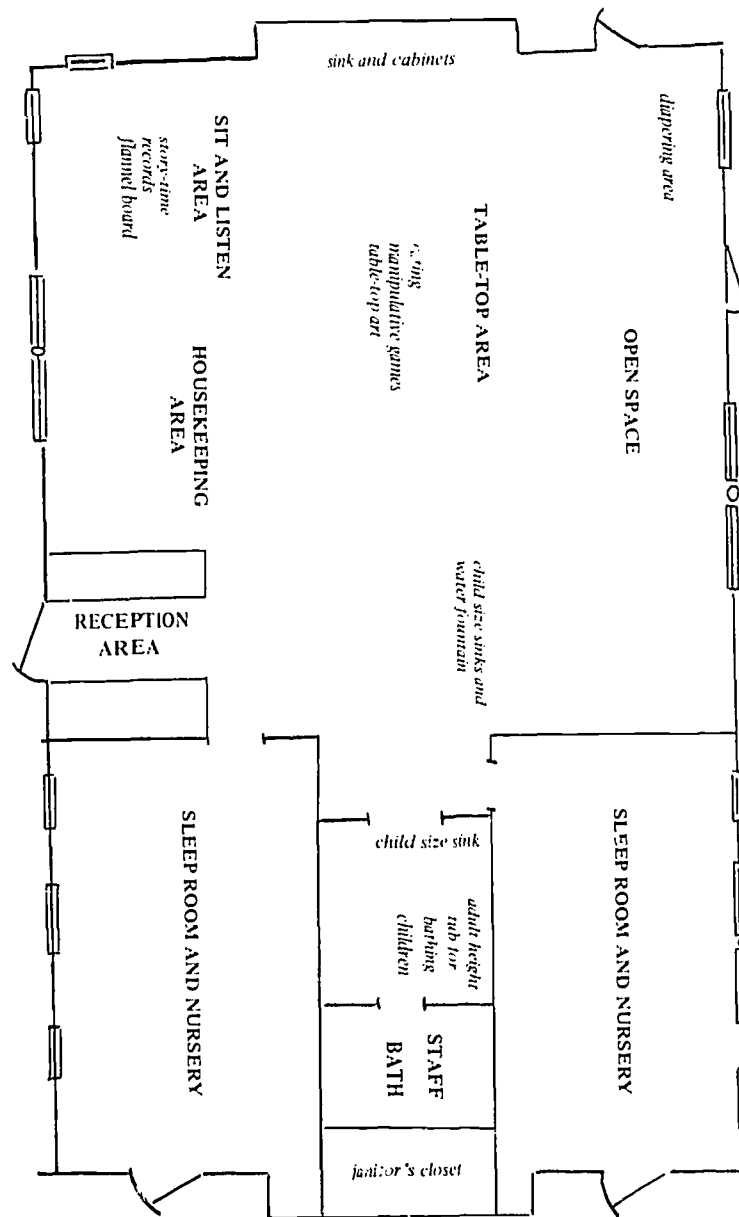 sink and cabinets
diapering area
SIT AND LISTEN
AREA
story-time
records
flannel board
TABLE-TOP AREA
manipulative games
table-top art
OPEN SPACE
HOUSEKEEPING
AREA
child size sinks and
water fountain
RECEPTION
AREA
SLEEP ROOM AND NURSERY
child size sink
adult height
tub for
bathing
children
STAFF
BATH
SLEEP ROOM AND NURSERY
janitor's closet